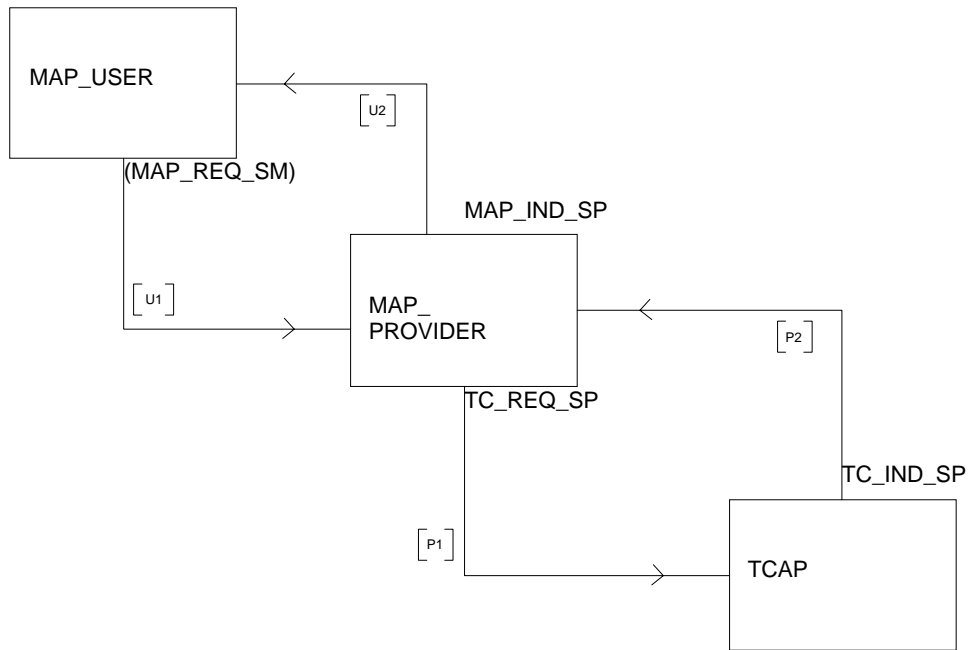 MAP_USER
[U2]
(MAP_REQ_SM)
MAP_IND_SP
[U1]
MAP_
PROVIDER
[P2]
TC_REQ_SP
TC_IND_SP
[P1]
TCAP